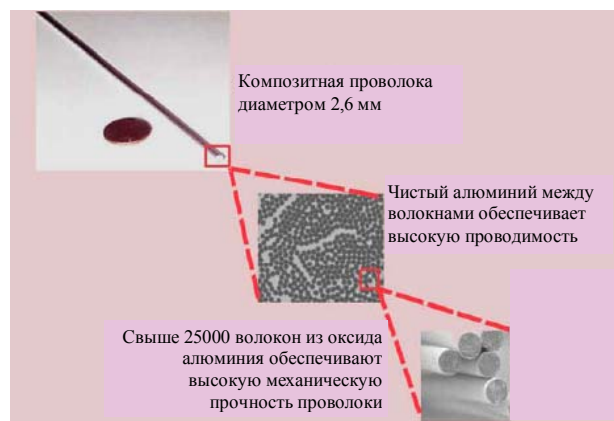 Композитная проволока
диаметром 2,6 мм
Чистый алюминий между
волокнами обеспечивает
высокую проводимость
Свыше 25000 волокон из оксида
алюминия обеспечивают
высокую механическую
прочность проволоки